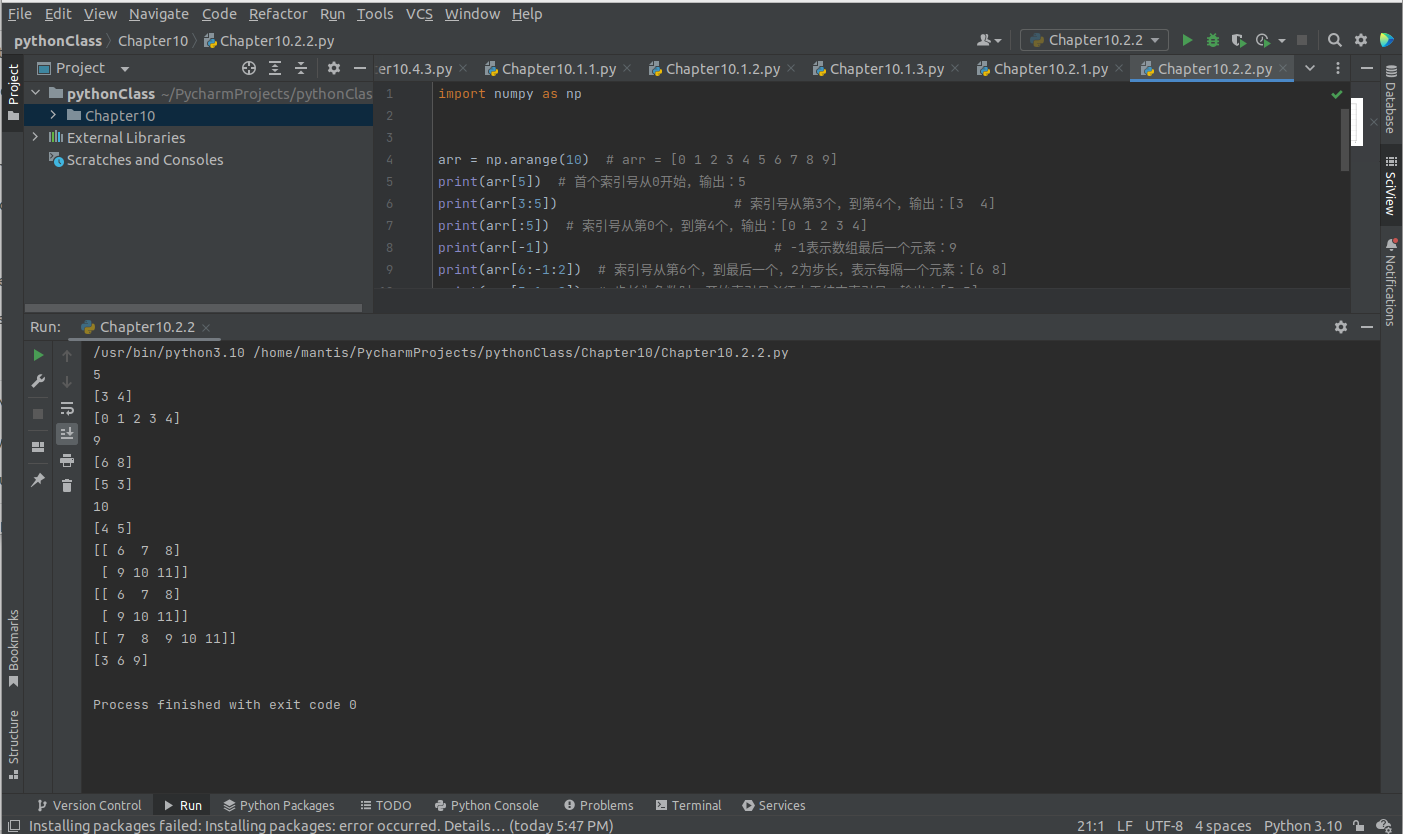 File Edit View Navigate Code Refactor Run Tools VCS Window Help
pythonClass Chapter10 Chapter10.2.2.py
Chapter10.2.2
Project
Project
er10.4.3.py Chapter10.1.1.py Chapter10.1.2.py Chapter10.1.3.py Chapter10.2.1.py Chapter10.2.2.py
pythonClass ~/PycharmProjects/pythonClas
Chapter10
External Libraries
Scratches and Consoles
1 import numpy as np
2
3
4 arr = np.arange(10)  # arr = [0 1 2 3 4 5 6 7 8 9]
5 print(arr[5])  # 首个索引号从0开始，输出：5
6 print(arr[3:5])                      # 索引号从第3个，到第4个，输出：[3  4]
7 print(arr[:5])  # 索引号从第0个，到第4个，输出：[0 1 2 3 4]
8 print(arr[-1])                            # -1表示数组最后一个元素：9
9 print(arr[6:-1:2])  # 索引号从第6个，到最后一个，2为步长，表示每隔一个元素：[6 8]
Database
SciView
Notifications
Run: Chapter10.2.2
/usr/bin/python3.10 /home/mantis/PycharmProjects/pythonClass/Chapter10/Chapter10.2.2.py
5
[3 4]
[0 1 2 3 4]
9
[6 8]
[5 3]
10
[4 5]
[[ 6  7  8]
 [ 9 10 11]]
[[ 6  7  8]
 [ 9 10 11]]
[[ 7  8  9 10 11]]
[3 6 9]
Process finished with exit code 0
Bookmarks
Structure
Version Control Run Python Packages TODO Python Console Problems Terminal Services
Installing packages failed: Installing packages: error occurred. Details... (today 5:47 PM) 21:1 LF UTF-8 4 spaces Python 3.10